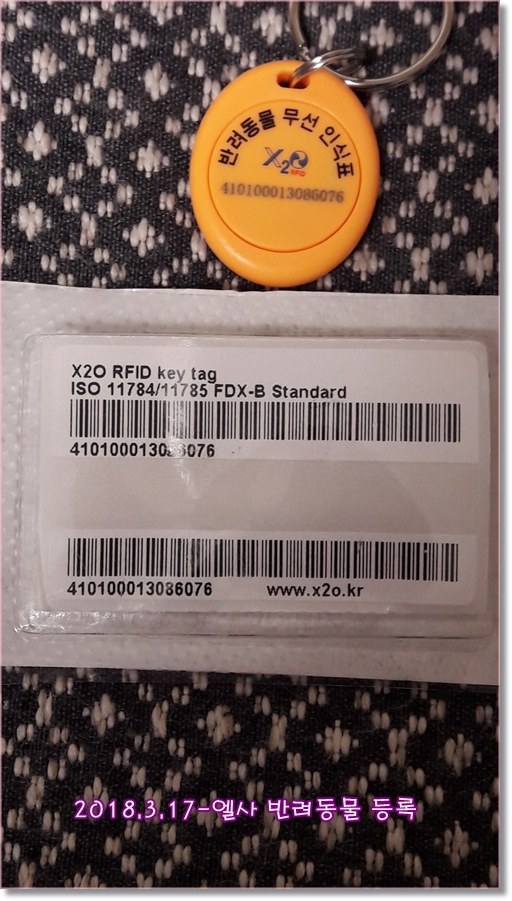 반려동물 무선 인식표
X2O
RFID
410100013086076
X2O RFID key tag
ISO 11784/11785 FDX-B Standard
410100013086076
410100013086076
www.x2o.kr
2018.3.17-엘사 반려동물 등록